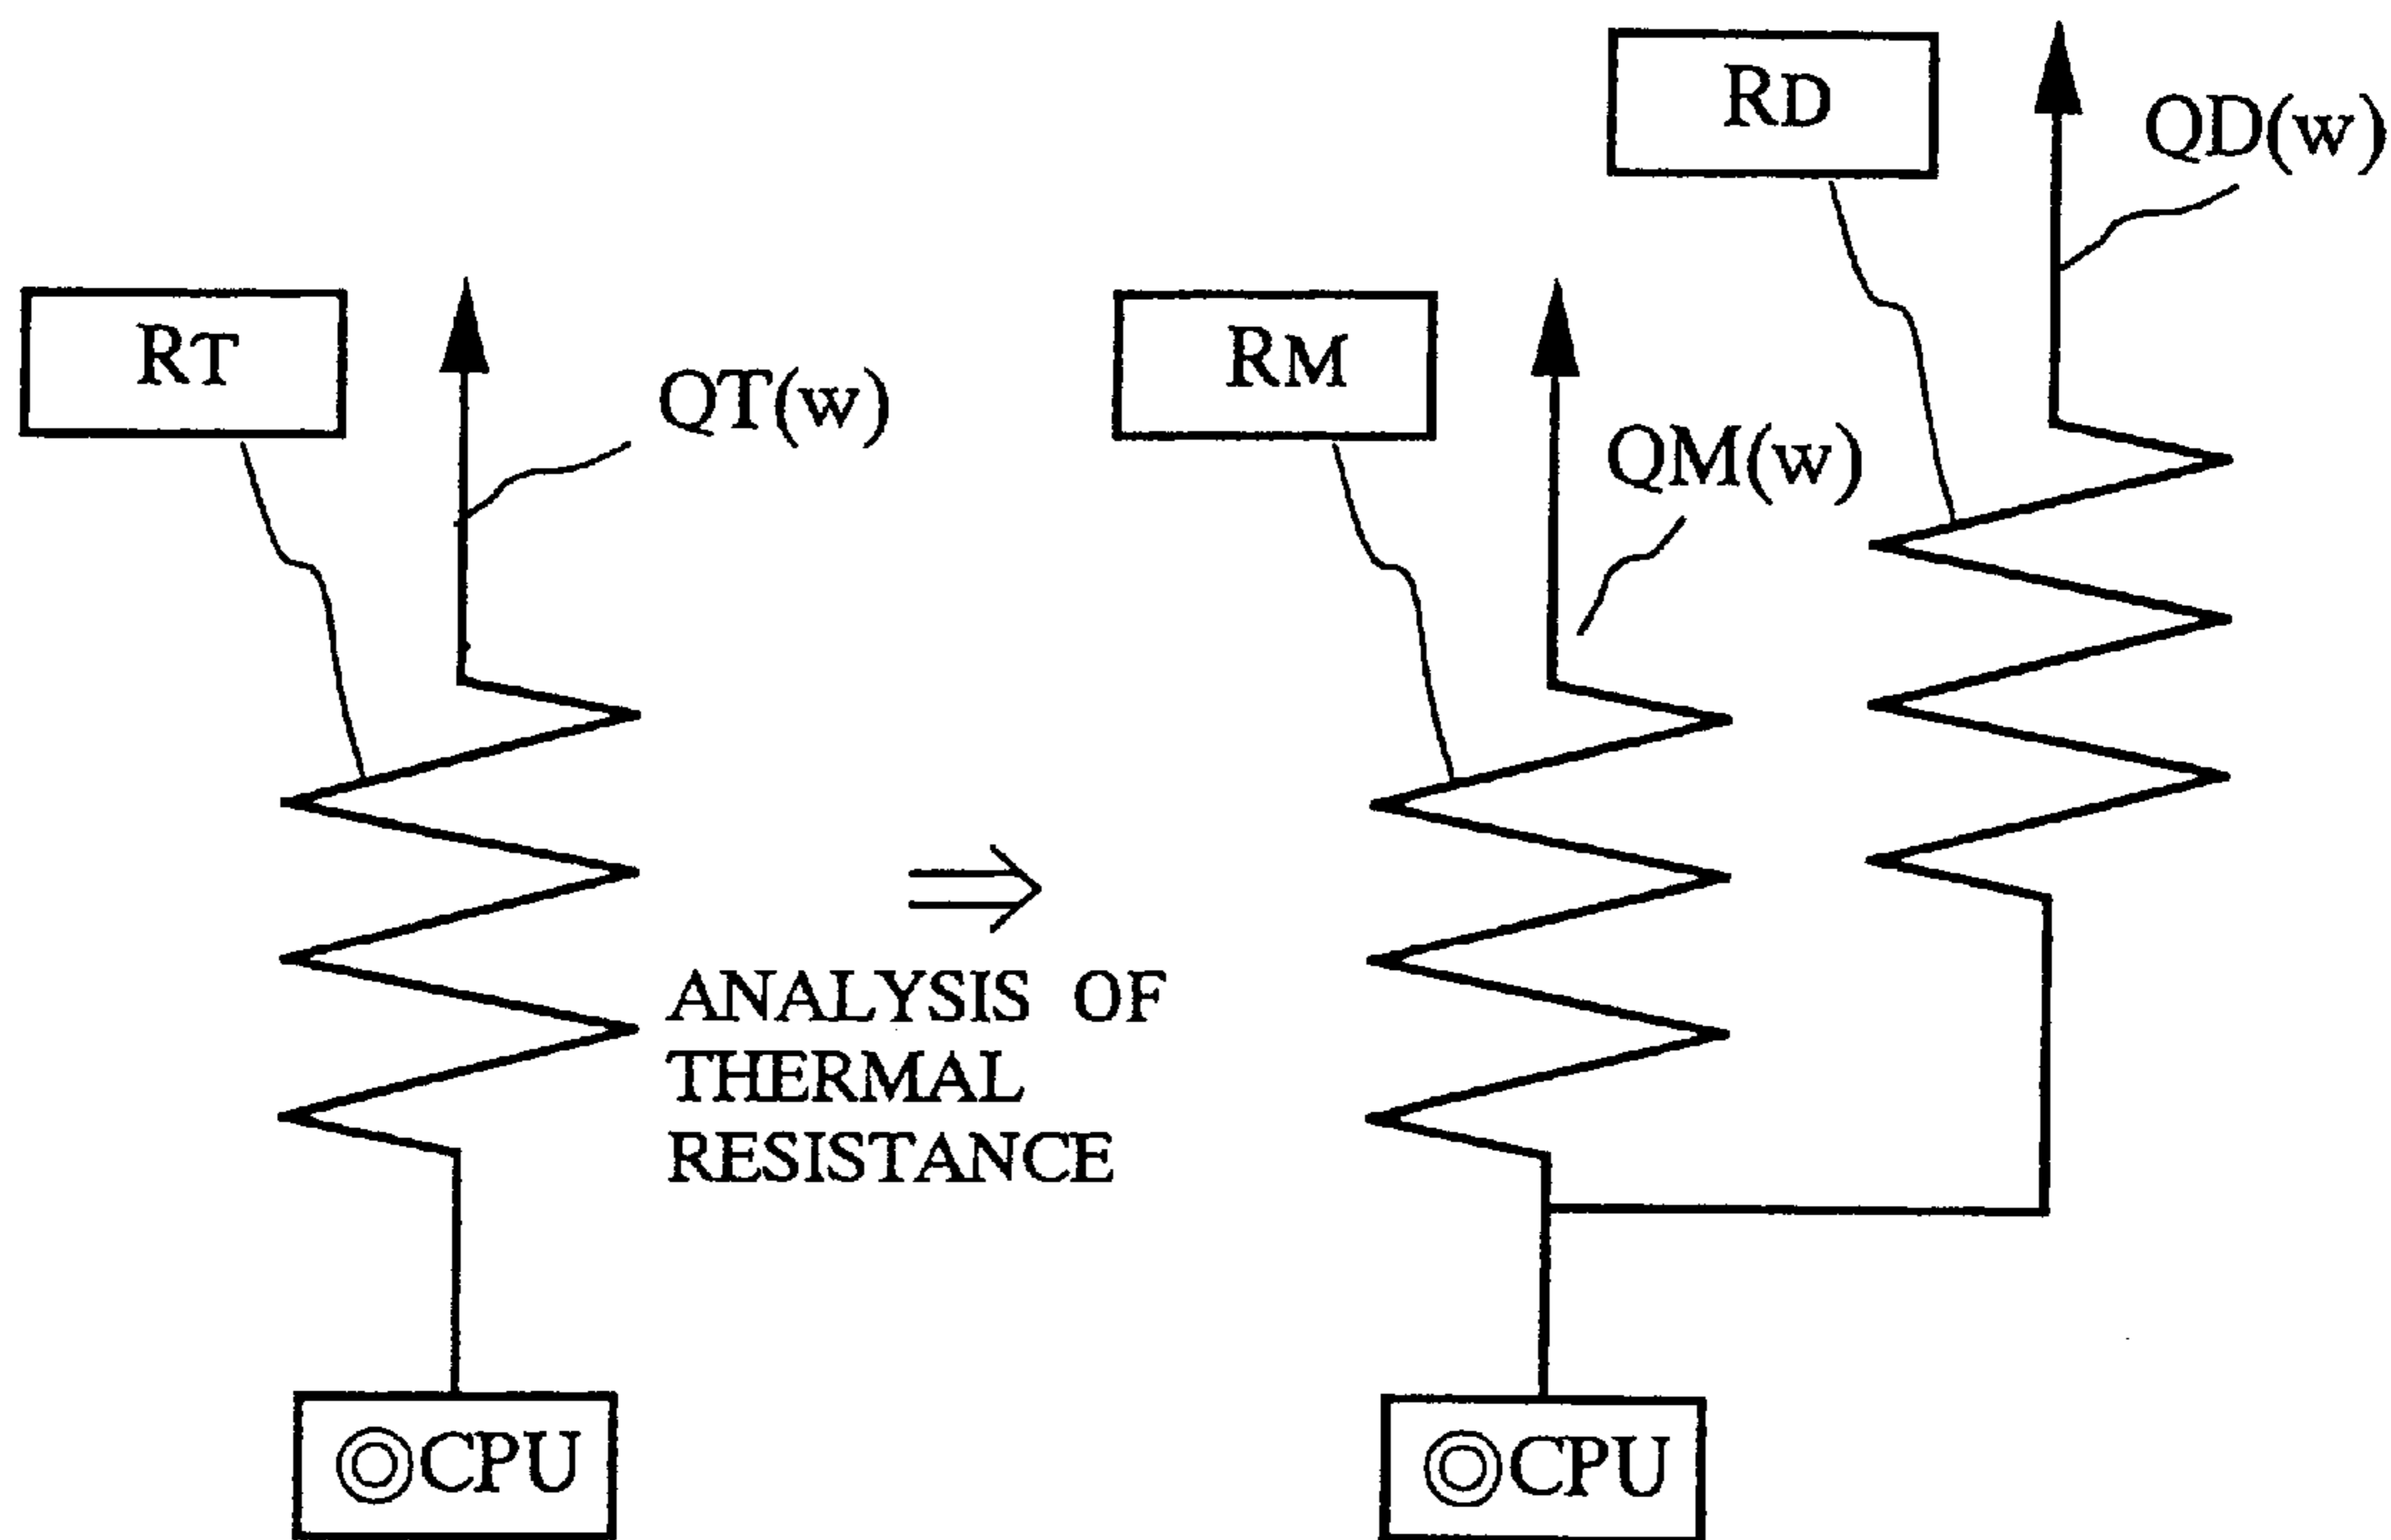 RD
QD(w)
RT
QT(w)
RM
QM(w)
ANALYSIS OF
THERMAL
RESISTANCE
◎CPU
◎CPU